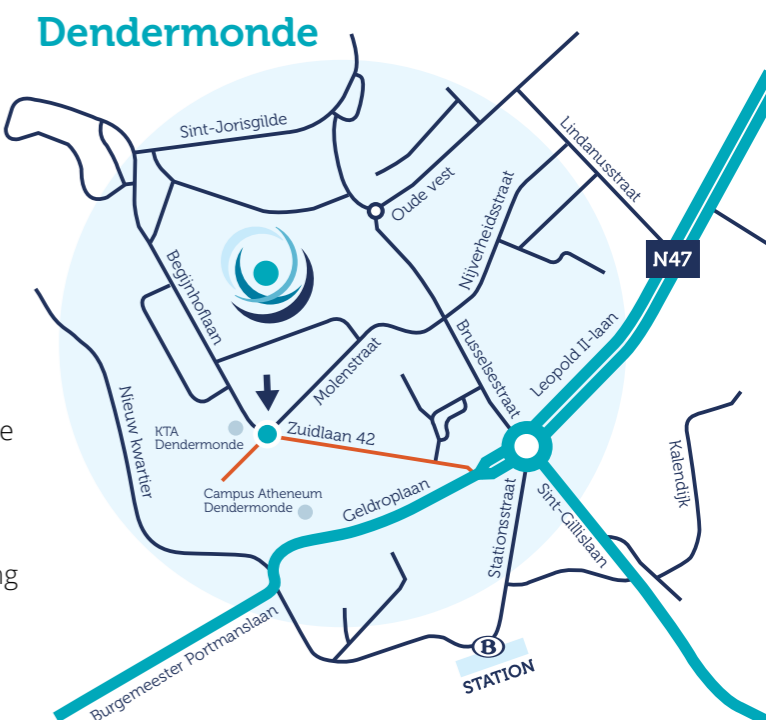 Dendermonde
Sint-Jorisgilde
Lindanusstraat
Oude vest
Nijverheidsstraat
N47
Begijnhoflaan
Leopold II-laan
Brusselsestraat
Molenstraat
Nieuw kwartier
e
KTA
Dendermonde
Zuidlaan 42
Kalendijk
Campus Atheneum
Dendermonde
Geldroplaan
Stationsstraat
Sint-Gillislaan
ng
Burgemeester Portmanslaan
B
STATION